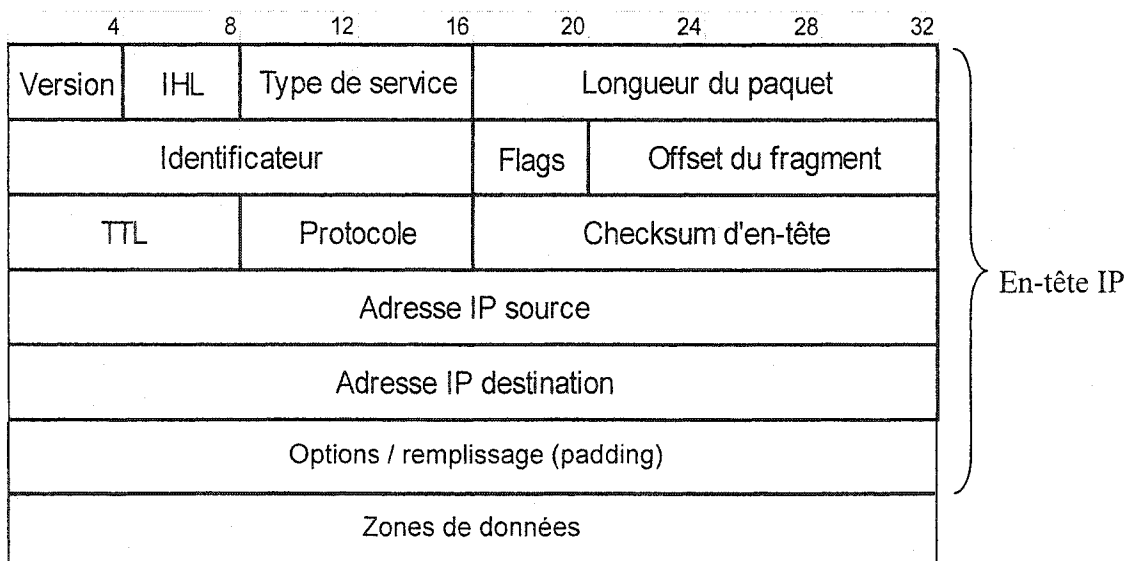 4 8 12 16 20 24 28 32
Version IHL Type de service Longueur du paquet
Identificateur Flags Offset du fragment
TTL Protocole Checksum d'en-tête
Adresse IP source
En-tête IP
Adresse IP destination
Options / remplissage (padding)
Zones de données